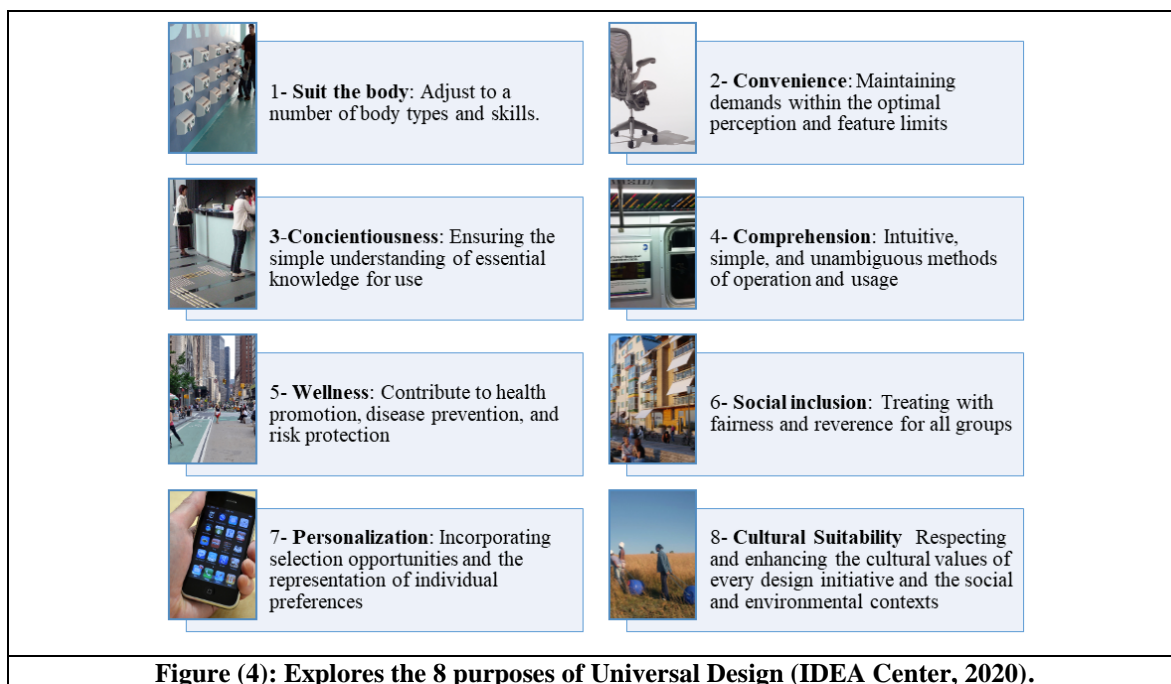 1- Suit the body: Adjust to a
number of body types and skills.
2- Convenience: Maintaining
demands within the optimal
perception and feature limits
3-Concientiousness: Ensuring the
simple understanding of essential
knowledge for use
4- Comprehension: Intuitive,
simple, and unambiguous methods
of operation and usage
5- Wellness: Contribute to health
promotion, disease prevention, and
risk protection
6- Social inclusion: Treating with
fairness and reverence for all groups
7- Personalization: Incorporating
selection opportunities and the
representation of individual
preferences
8- Cultural Suitability Respecting
and enhancing the cultural values of
every design initiative and the social
and environmental contexts
Figure (4): Explores the 8 purposes of Universal Design (IDEA Center, 2020).